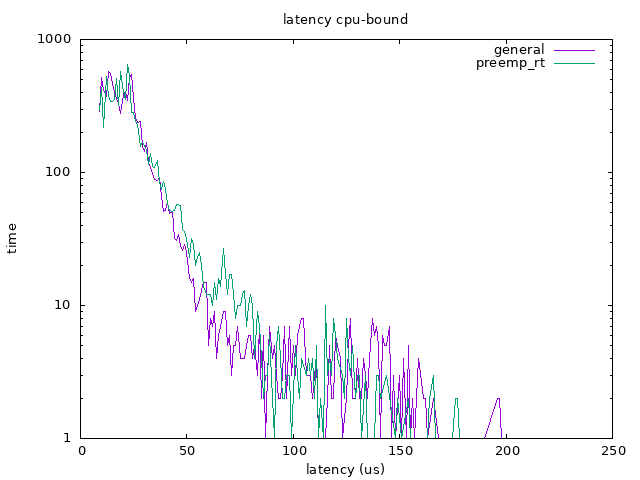 latency cpu-bound
1000
general
preemp_rt
100
time
10
1
0 50 100 150 200 250
latency (us)